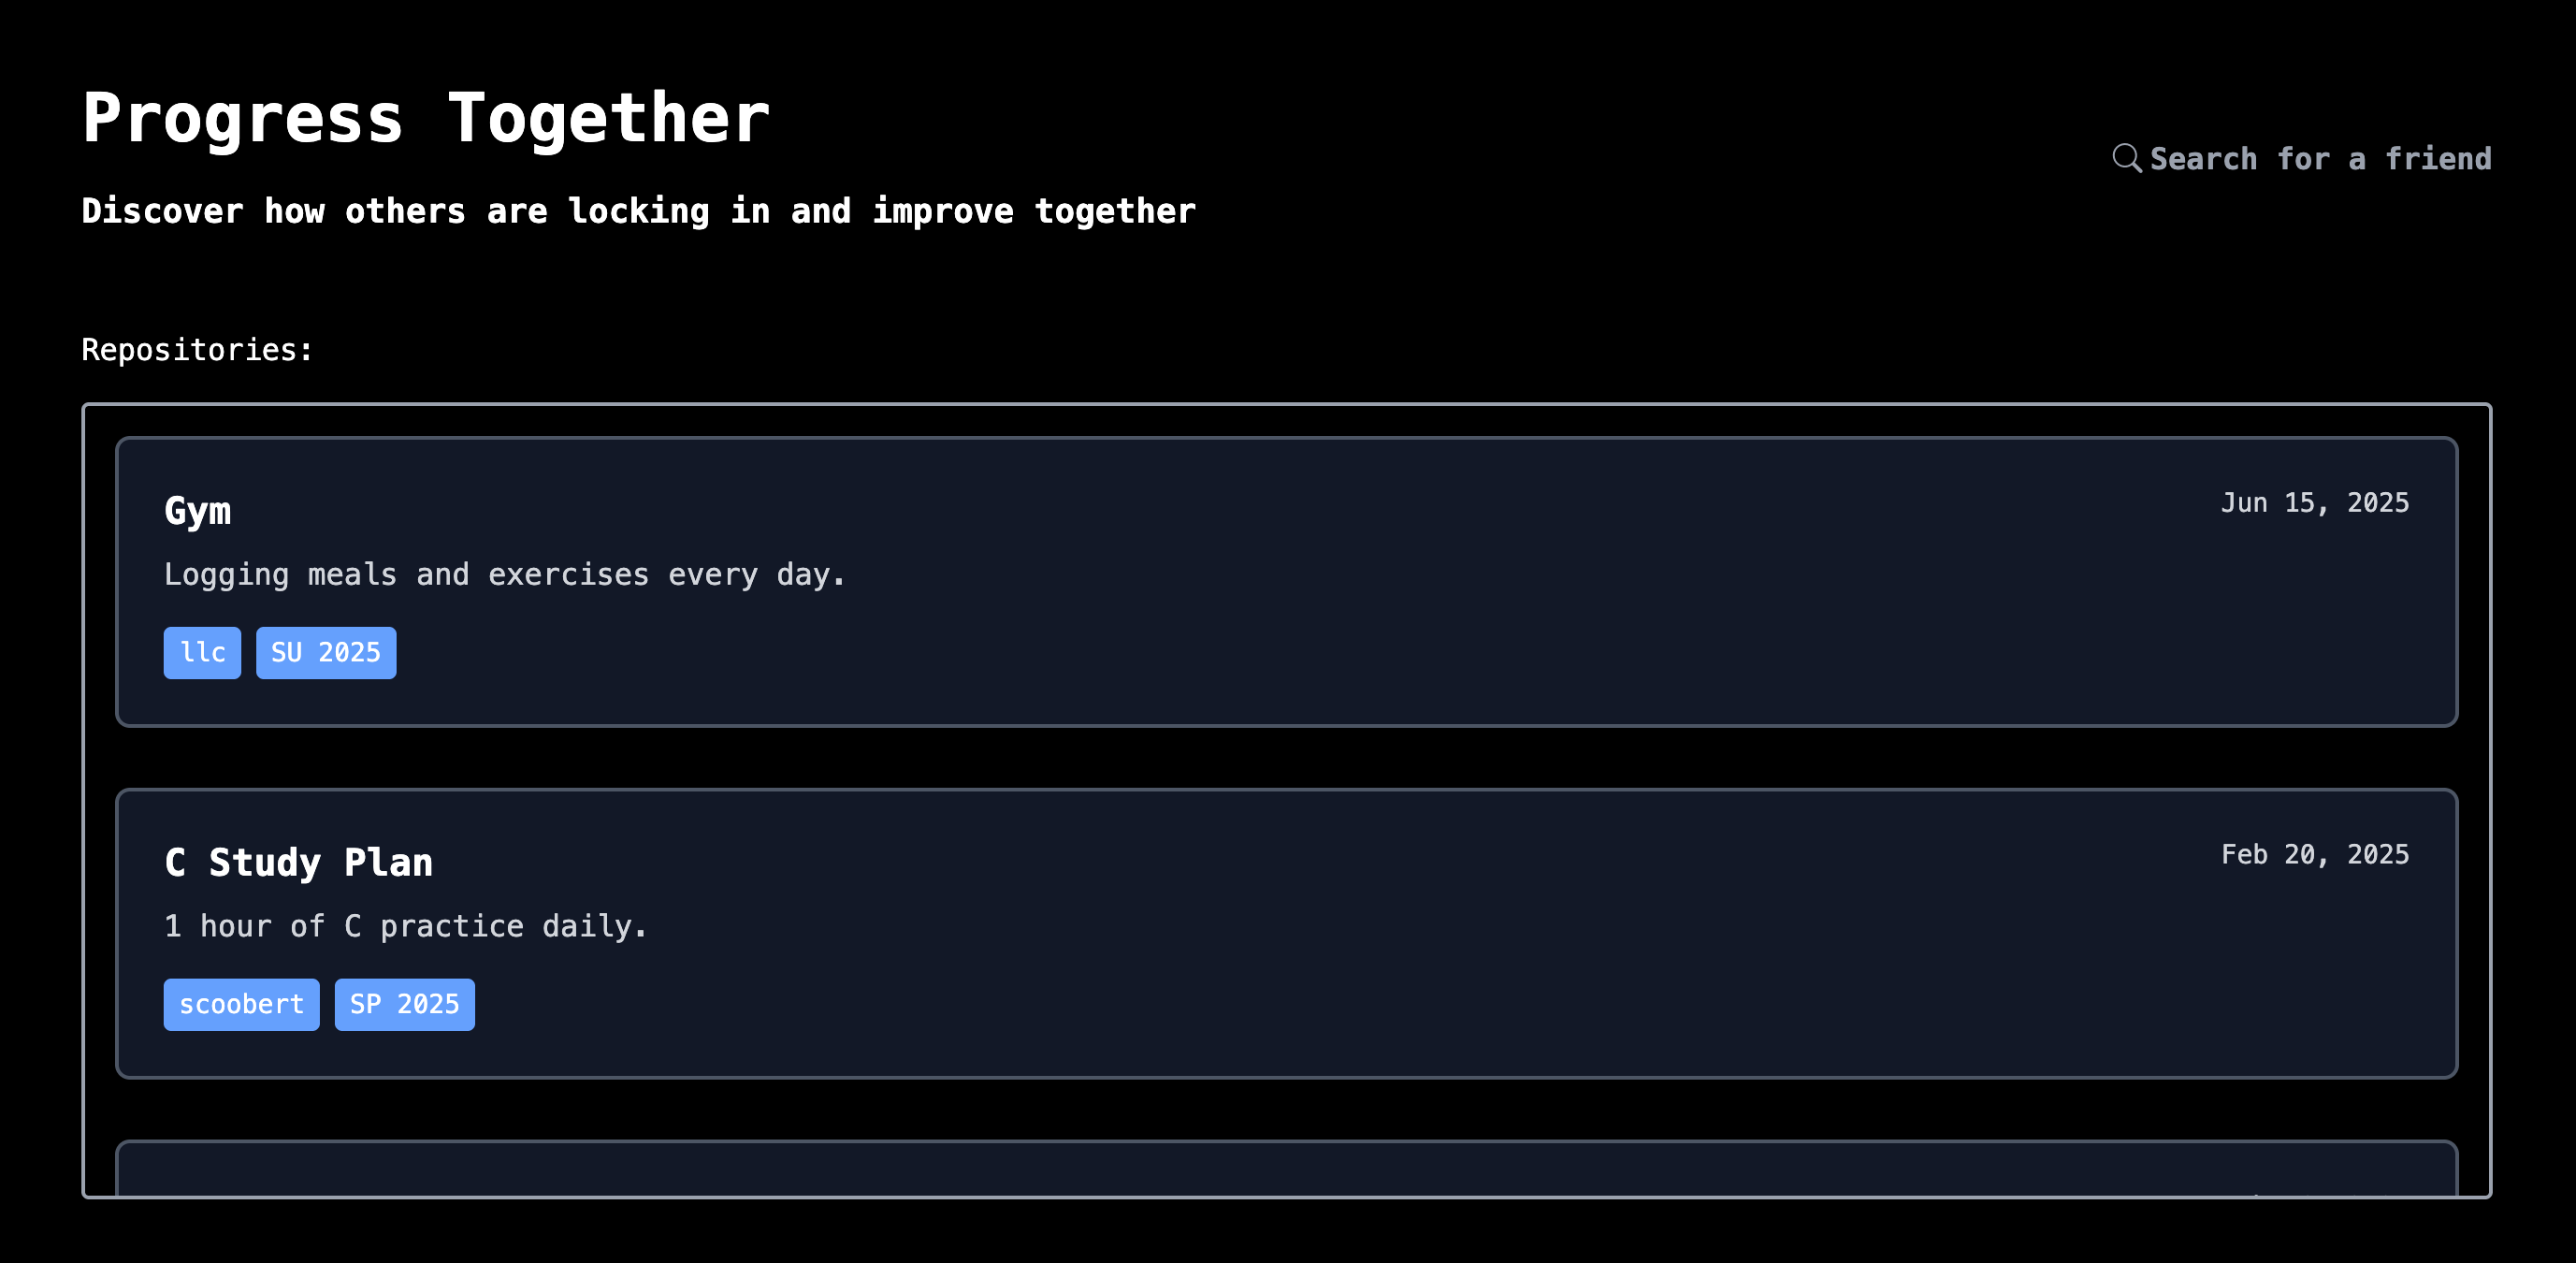 Progress Together
Search for a friend
Discover how others are locking in and improve together
Repositories:
Gym
Jun 15, 2025
Logging meals and exercises every day.
llc SU 2025
C Study Plan
Feb 20, 2025
1 hour of C practice daily.
scoobert SP 2025